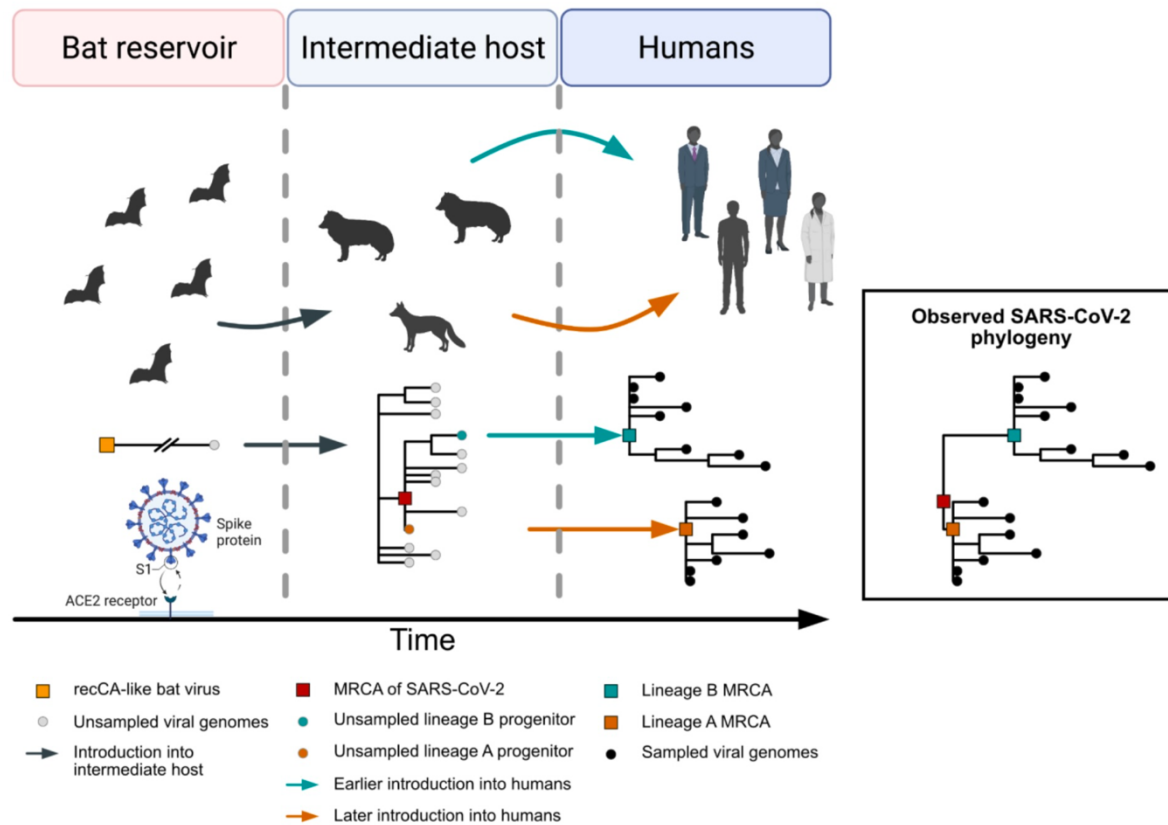 Bat reservoir
Intermediate host
Humans
Observed SARS-CoV-2
phylogeny
Spike
protein
S1
ACE2 receptor
Time
recCA-like bat virus
Unsampled viral genomes
Introduction into
intermediate host
MRCA of SARS-CoV-2
Unsampled lineage B progenitor
Unsampled lineage A progenitor
Earlier introduction into humans
Later introduction into humans
Lineage B MRCA
Lineage A MRCA
Sampled viral genomes